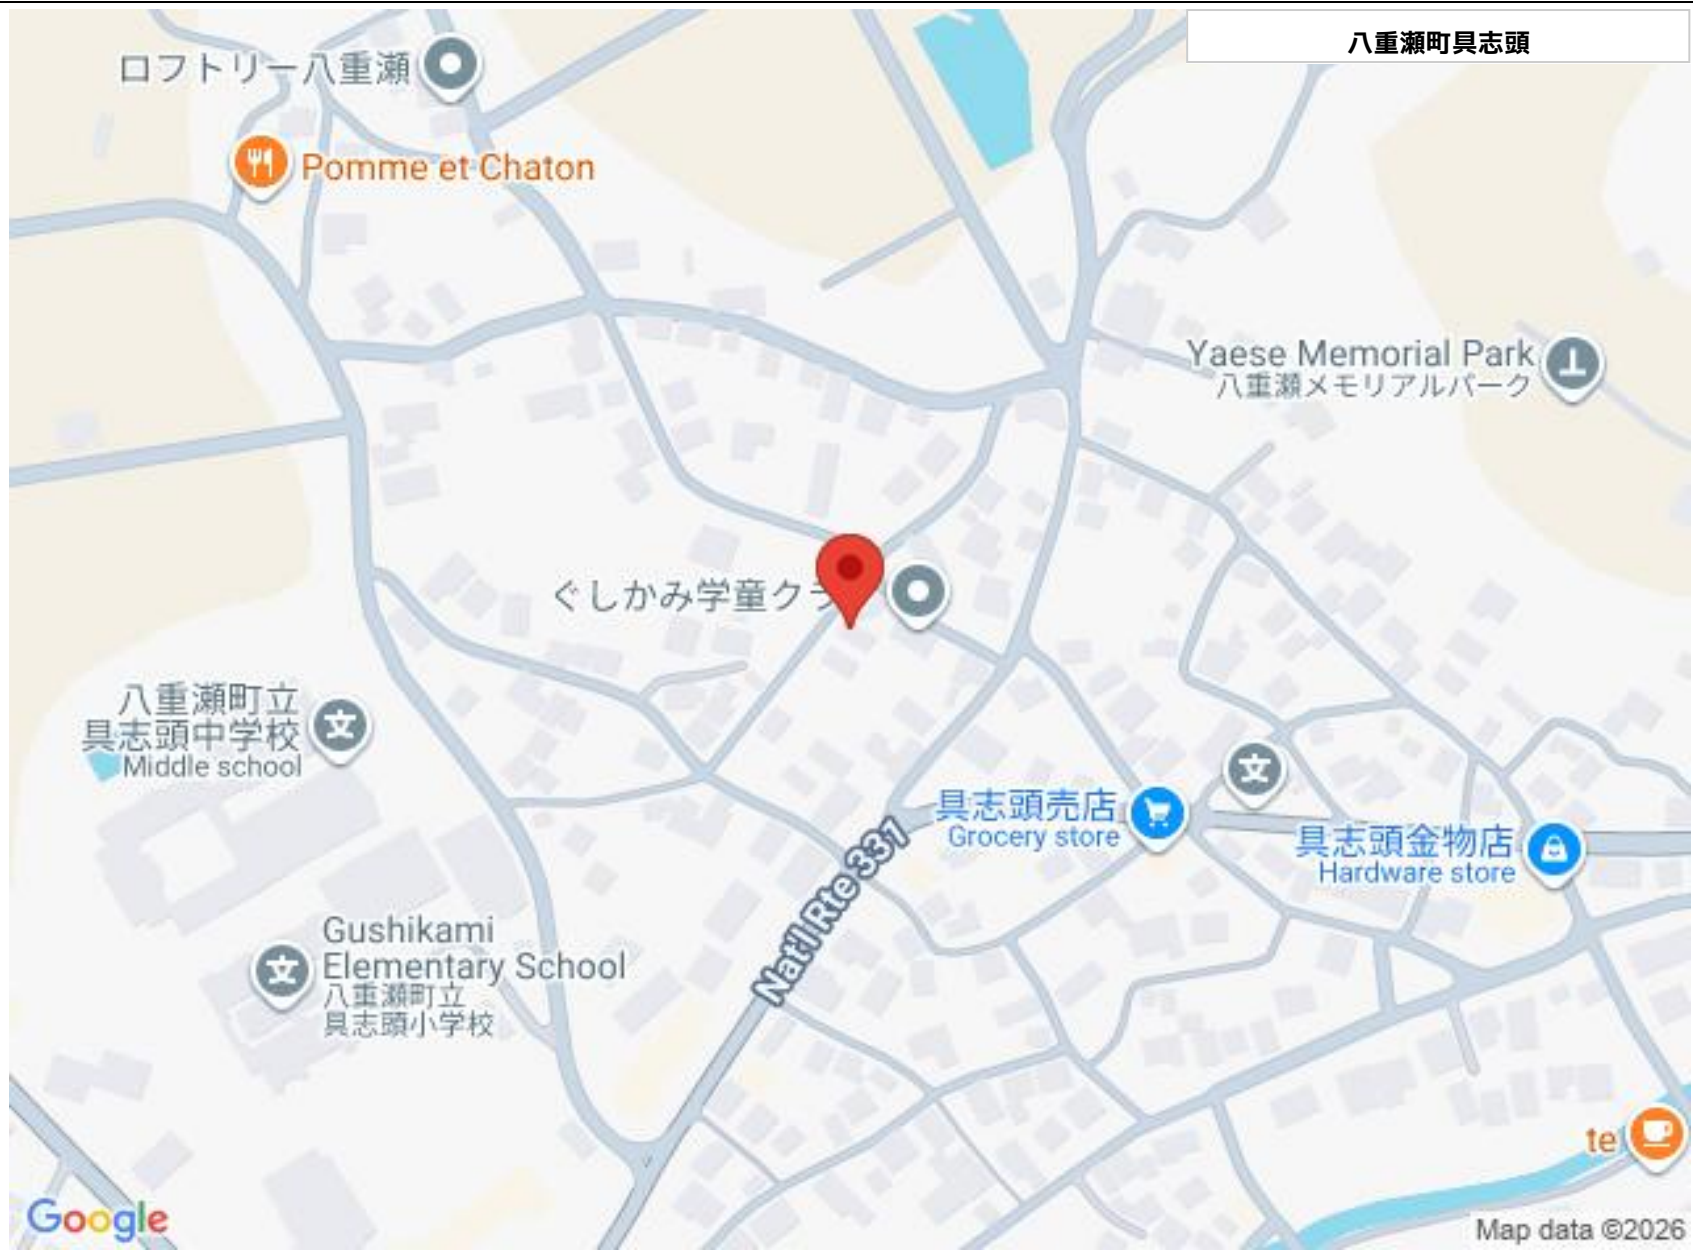 八重瀬町具志頭
ロフトリー八重瀬
Pomme et Chaton
Yaese Memorial Park
八重瀬メモリアルパーク
ぐしかみ学童クラ
八重瀬町立
具志頭中学校
Middle school
具志頭売店
Grocery store
具志頭金物店
Hardware store
Nat'l Rte 331
Gushikami
Elementary School
八重瀬町立
具志頭小学校
te
Google
Map data ©2026